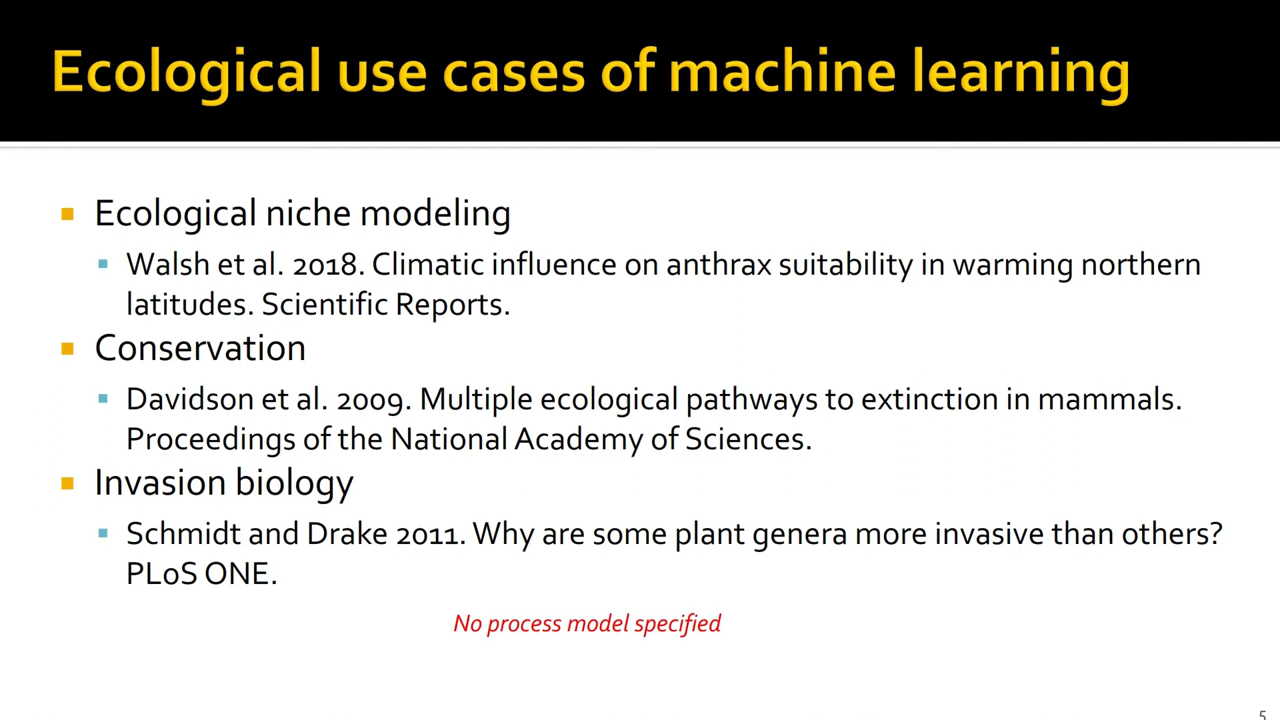 Ecological use cases of machine learning
Ecological niche modeling
Walsh et al. 2018. Climatic influence on anthrax suitability in warming northern
latitudes. Scientific Reports.
Conservation
Davidson et al. 2009. Multiple ecological pathways to extinction in mammals.
Proceedings of the National Academy of Sciences.
Invasion biology
Schmidt and Drake 2011. Why are some plant genera more invasive than others?
PLoS ONE.
No process model specified
5